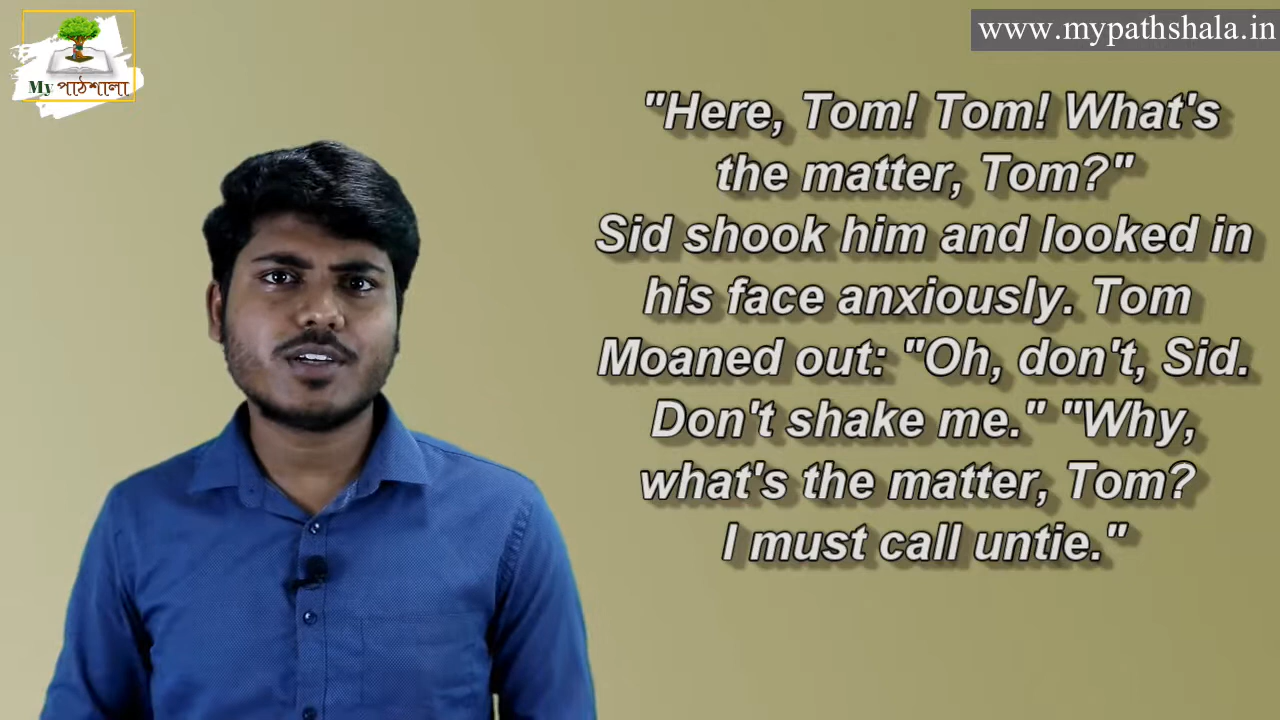 My পাঠশালা
www.mypathshala.in
"Here, Tom! Tom! What's
the matter, Tom?"
Sid shook him and looked in
his face anxiously. Tom
Moaned out: "Oh, don't, Sid.
Don't shake me." "Why,
what's the matter, Tom?
I must call untie."